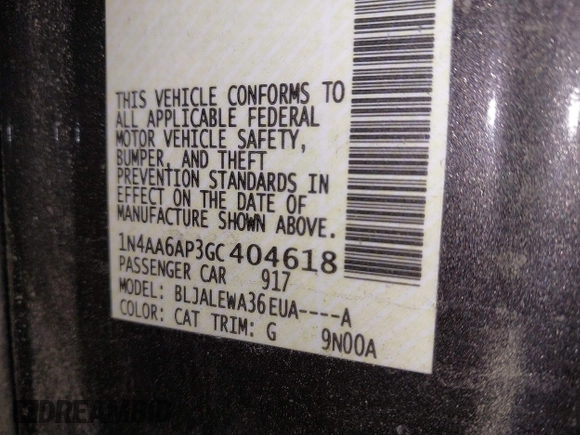 THIS VEHICLE CONFORMS TO
ALL APPLICABLE FEDERAL
MOTOR VEHICLE SAFETY,
BUMPER, AND THEFT
PREVENTION STANDARDS IN
EFFECT ON THE DATE OF
MANUFACTURE SHOWN ABOVE.
1N4AA6AP3GC404618
PASSENGER CAR 917
MODEL: BLJALEWA36EUA----A
COLOR: CAT TRIM: G 9N00A
DREAMBID